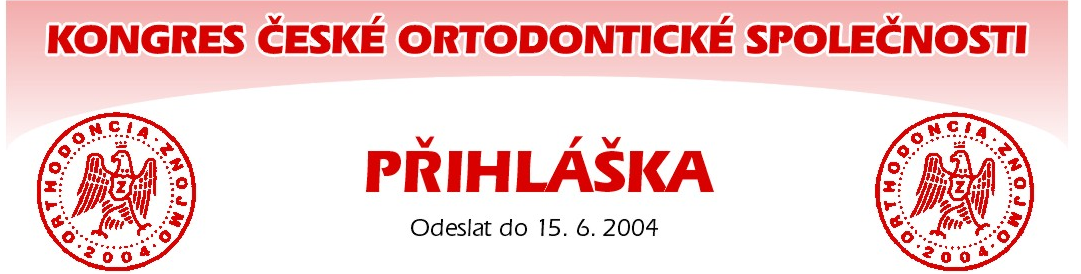 KONGRES ČESKÉ ORTODONTICKÉ SPOLEČNOSTI
ORTHODONCIA · ZNOJMO · 2004 ·
Z
PŘIHLÁŠKA
Odeslat do 15. 6. 2004
ORTHODONCIA · ZNOJMO · 2004 ·
Z